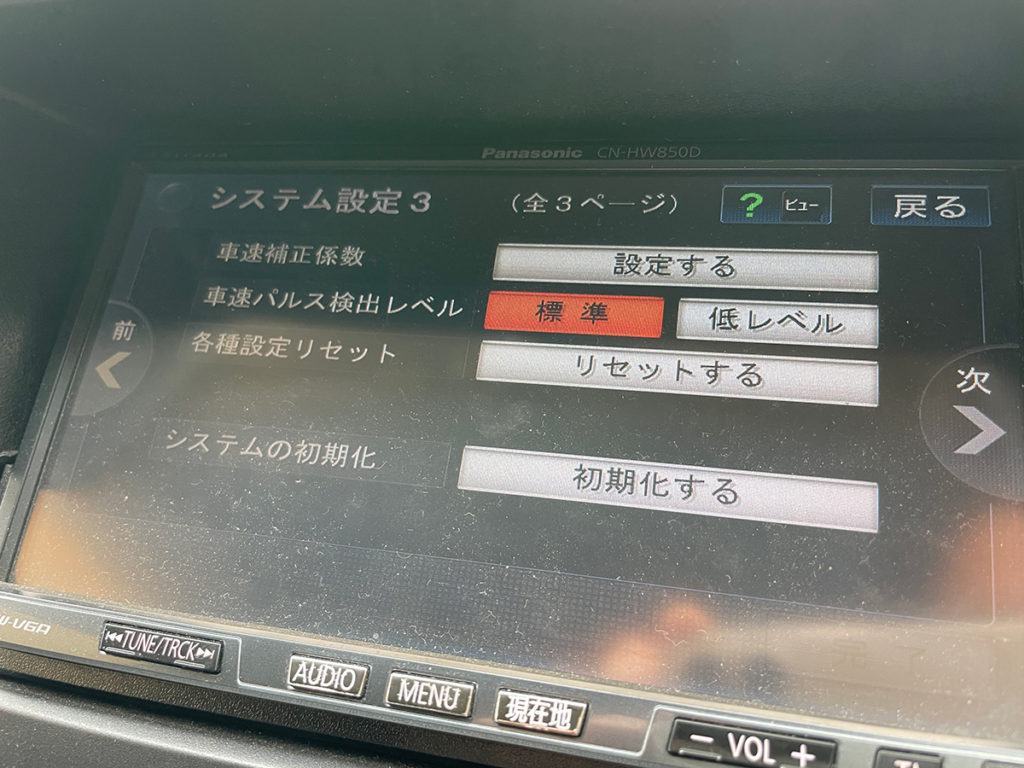 Panasonic CN-HW850D
システム設定3 (全3ページ) ? ビュー 戻る
車速補正係数 設定する
車速パルス検出レベル 標準 低レベル
前
各種設定リセット リセットする
次
システムの初期化 初期化する
TUNE/TRCK
AUDIO
MENU
現在地
− VOL +